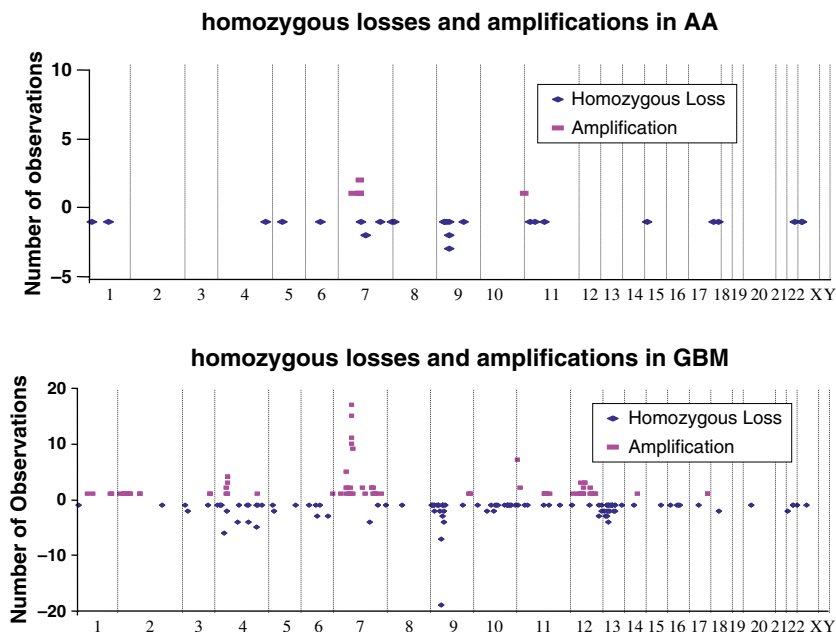 homozygous losses and amplifications in AA
Number of observations
10
5
0
−5
Homozygous Loss
Amplification
1 2 3 4 5 6 7 8 9 10 11 12 13 14 15 16 17 18 19 20 21 22 X Y
homozygous losses and amplifications in GBM
Number of Observations
20
10
0
−10
−20
Homozygous Loss
Amplification
1 2 3 4 5 6 7 8 9 10 11 12 13 14 15 16 17 18 19 20 21 22 X Y